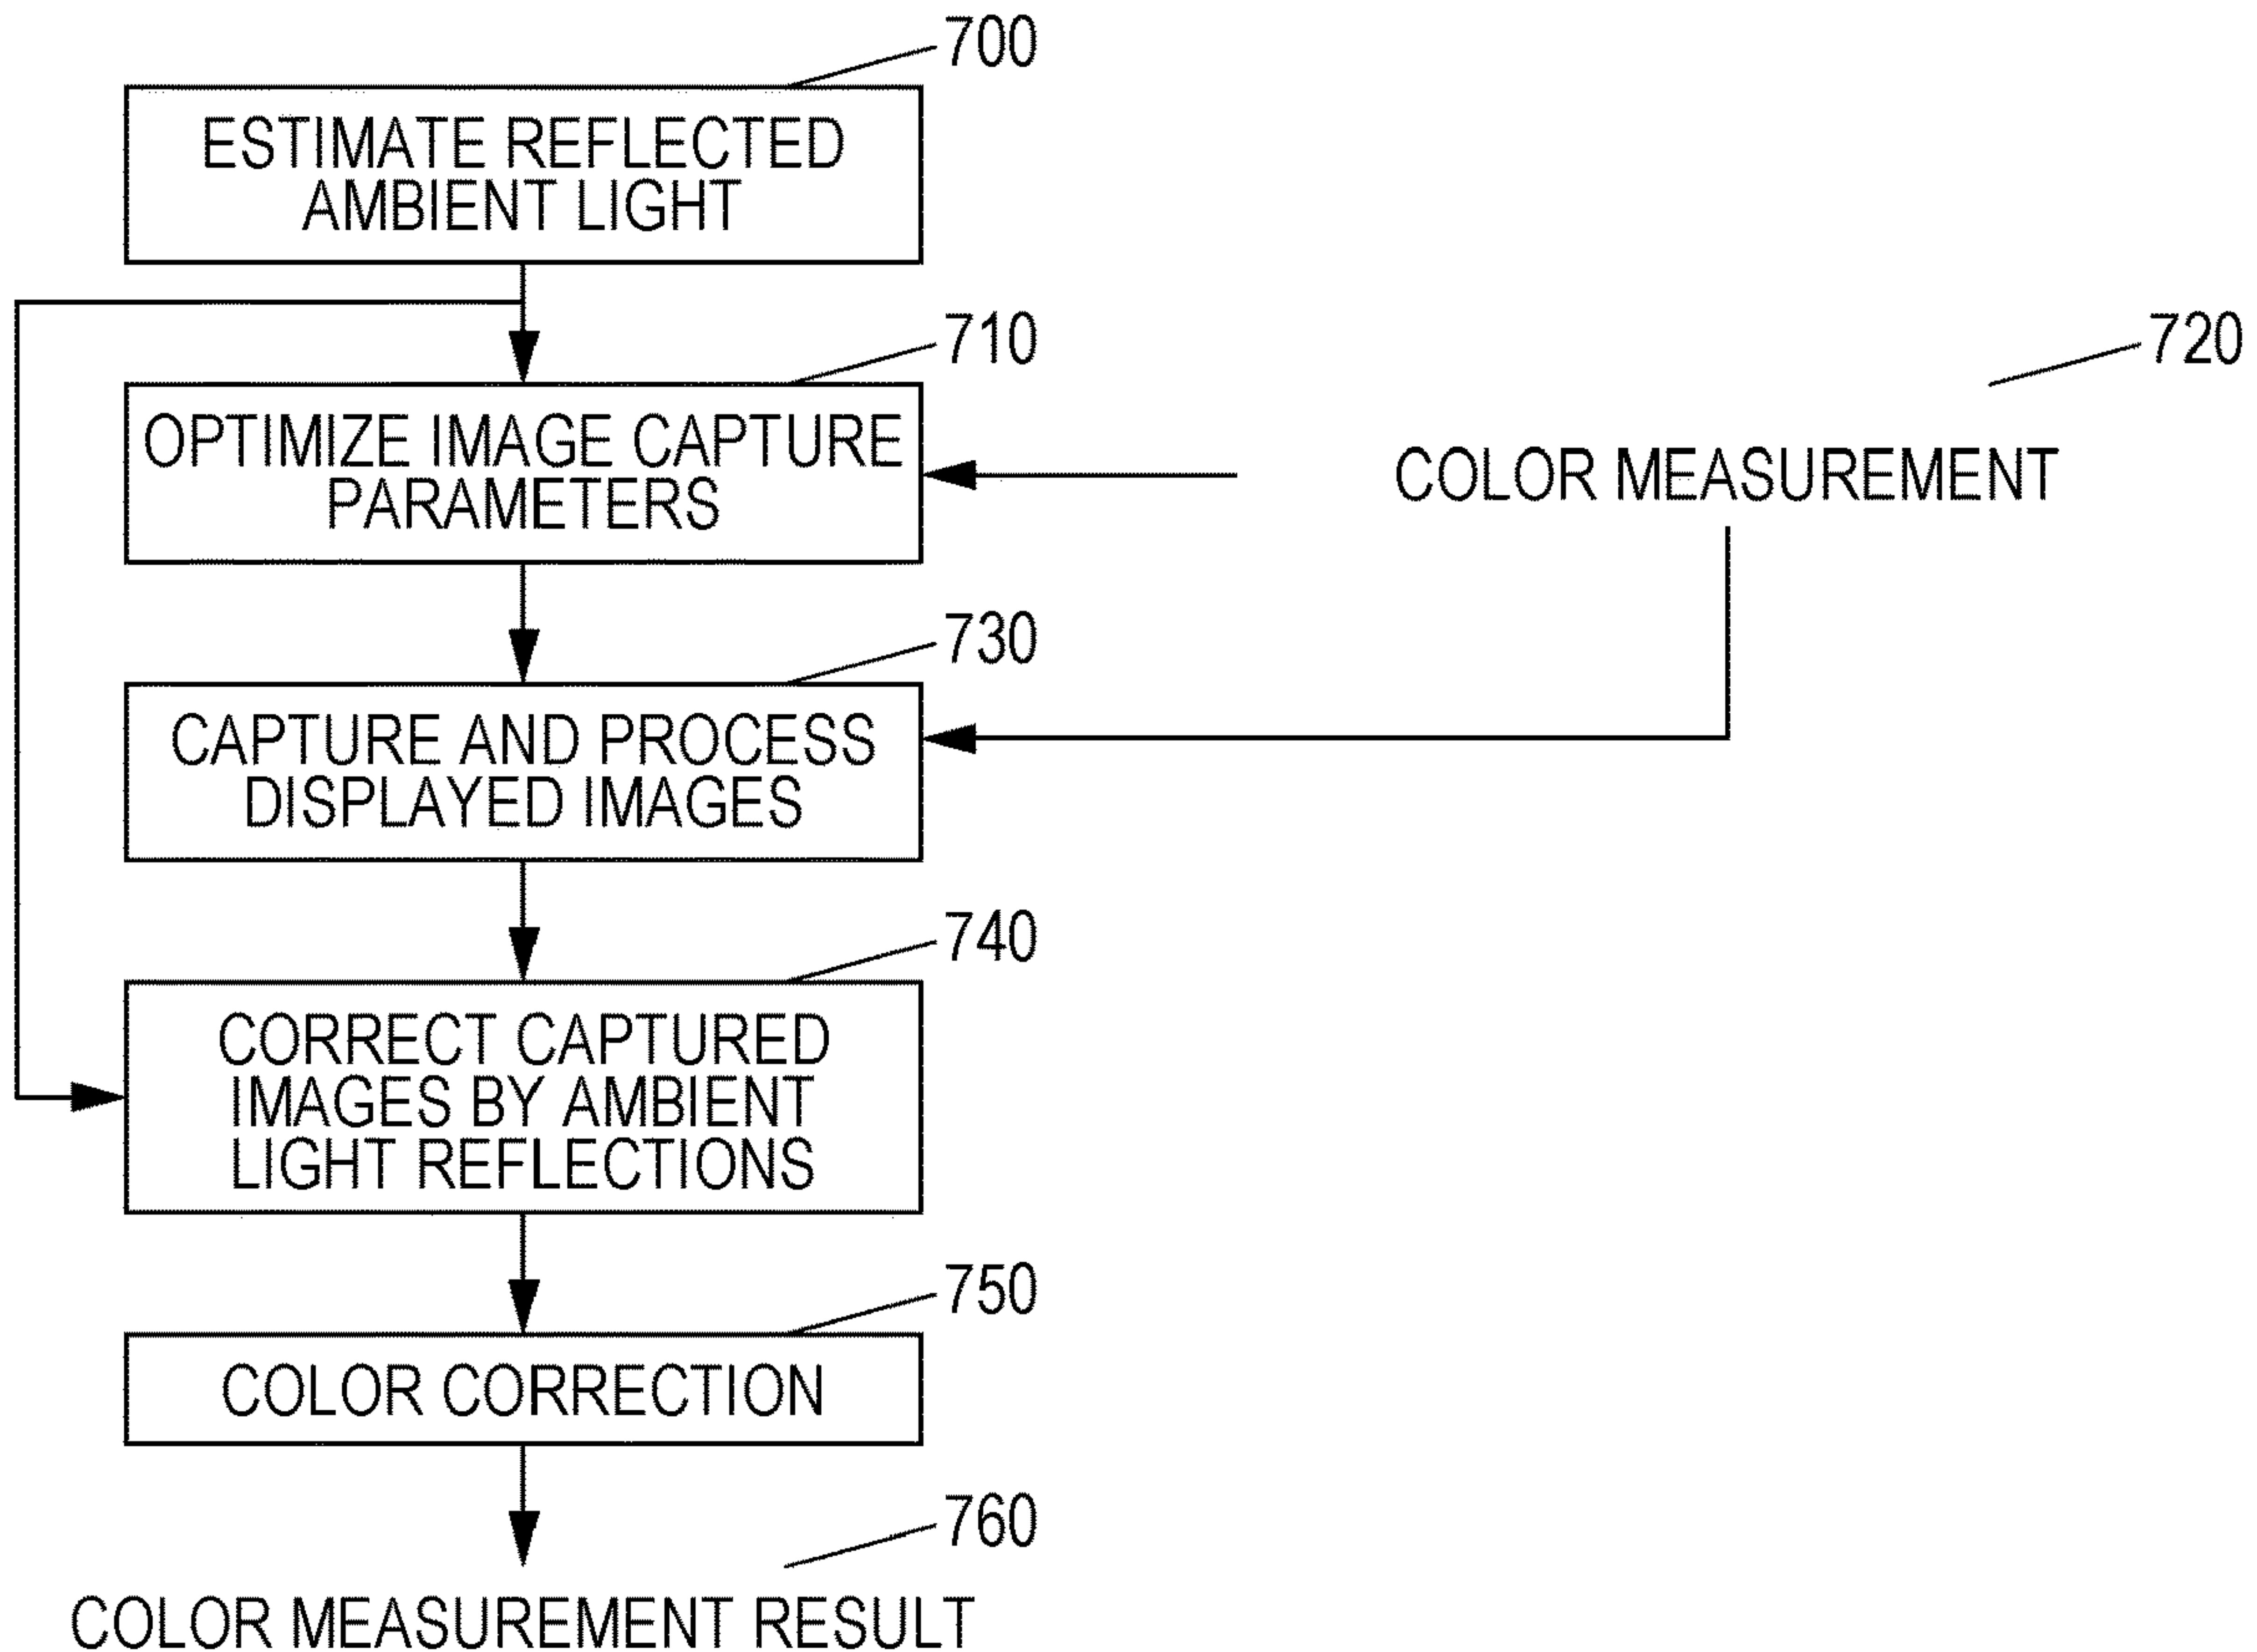 700
ESTIMATE REFLECTED
AMBIENT LIGHT
710
720
OPTIMIZE IMAGE CAPTURE
PARAMETERS
COLOR MEASUREMENT
730
CAPTURE AND PROCESS
DISPLAYED IMAGES
740
CORRECT CAPTURED
IMAGES BY AMBIENT
LIGHT REFLECTIONS
750
COLOR CORRECTION
760
COLOR MEASUREMENT RESULT